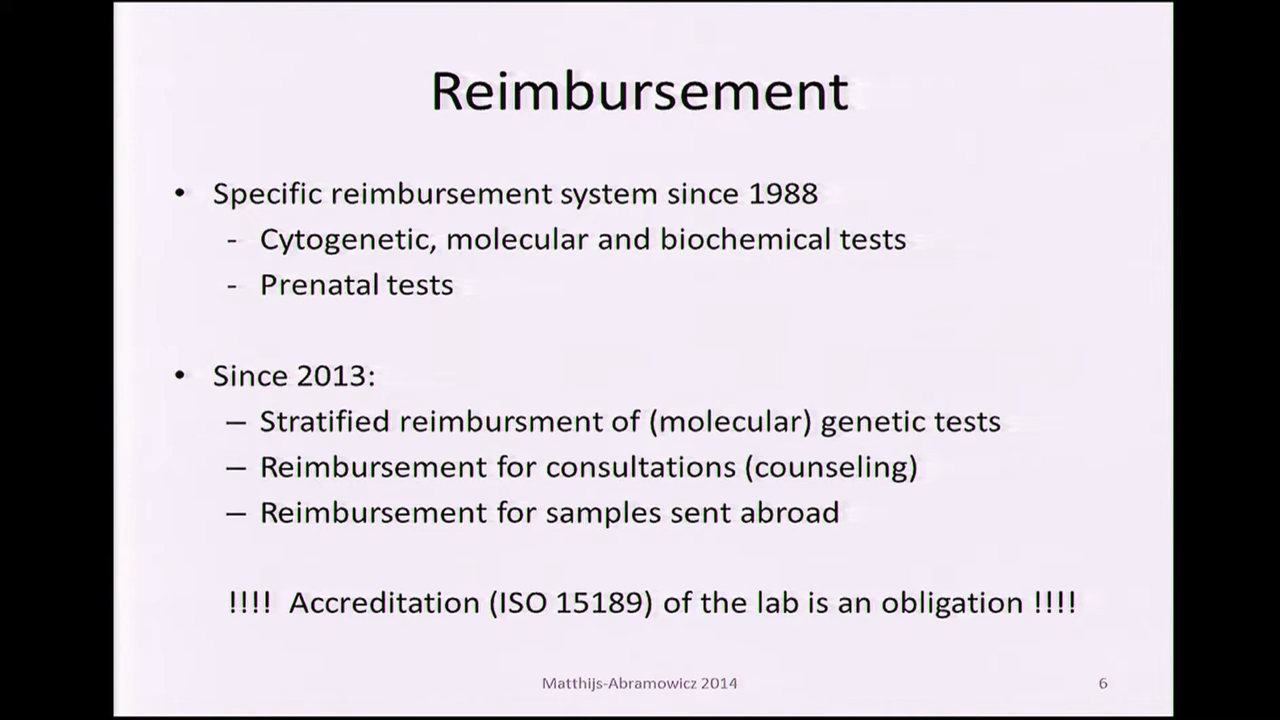 Reimbursement
• Specific reimbursement system since 1988
- Cytogenetic, molecular and biochemical tests
- Prenatal tests
• Since 2013:
– Stratified reimbursment of (molecular) genetic tests
– Reimbursement for consultations (counseling)
– Reimbursement for samples sent abroad
!!!! Accreditation (ISO 15189) of the lab is an obligation !!!!
Matthijs-Abramowicz 2014
6